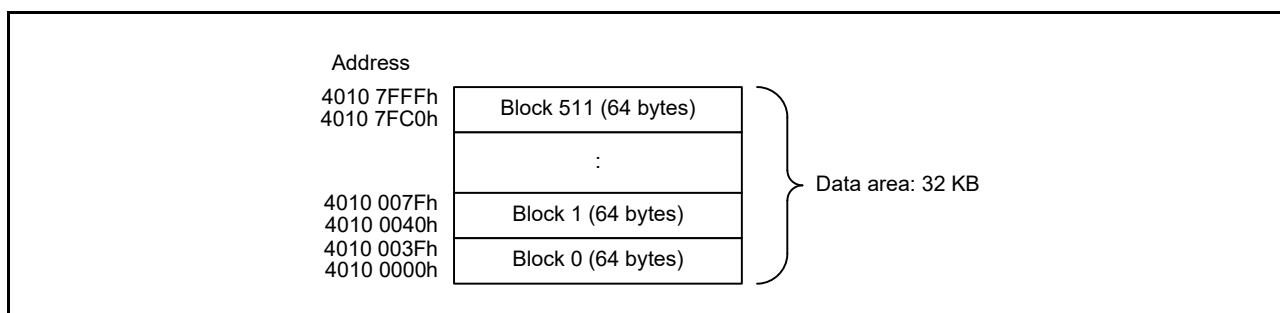 Address
4010 7FFFh
4010 7FC0h
Block 511 (64 bytes)
:
Data area: 32 KB
4010 007Fh
4010 0040h
Block 1 (64 bytes)
4010 003Fh
4010 0000h
Block 0 (64 bytes)